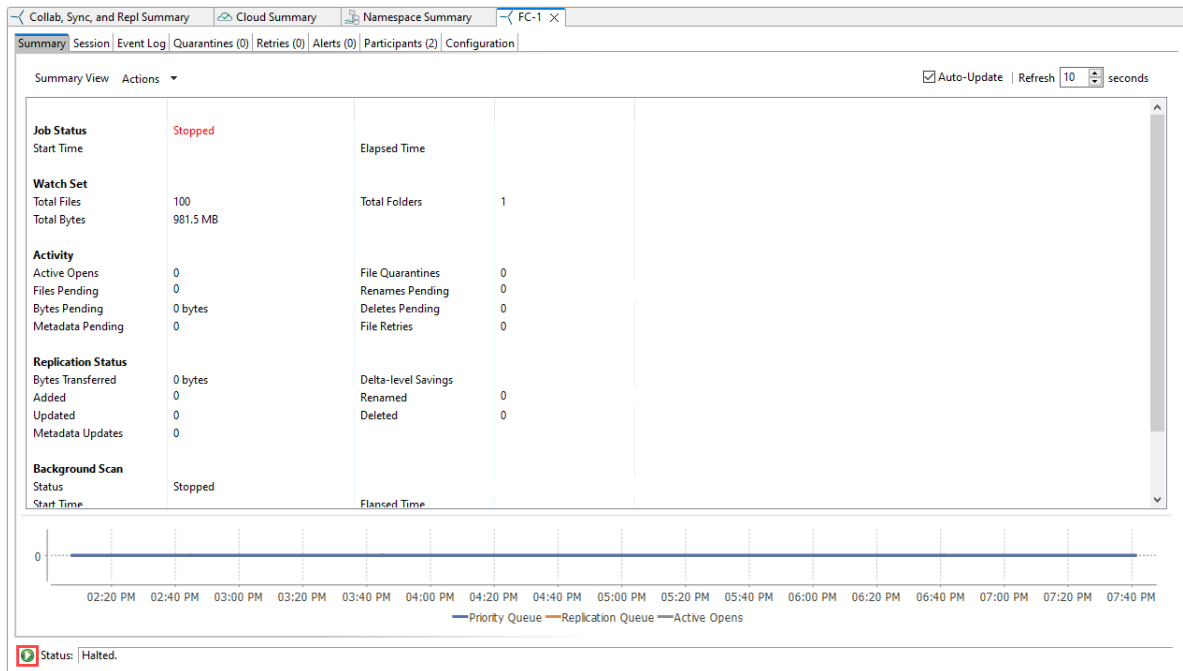 Collab, Sync, and Repl Summary Cloud Summary Namespace Summary FC-1
Summary Session Event Log Quarantines (0) Retries (0) Alerts (0) Participants (2) Configuration
Summary View Actions Auto-Update Refresh 10 seconds
Job Status Stopped
Start Time Elapsed Time
Watch Set
Total Files 100 Total Folders 1
Total Bytes 981.5 MB
Activity
Active Opens 0 File Quarantines 0
Files Pending 0 Renames Pending 0
Bytes Pending 0 bytes Deletes Pending 0
Metadata Pending 0 File Retries 0
Replication Status
Bytes Transferred 0 bytes Delta-level Savings
Added 0 Renamed 0
Updated 0 Deleted 0
Metadata Updates 0
Background Scan
Status Stopped
Start Time Elapsed Time
0
02:20 PM 02:40 PM 03:00 PM 03:20 PM 03:40 PM 04:00 PM 04:20 PM 04:40 PM 05:00 PM 05:20 PM 05:40 PM 06:00 PM 06:20 PM 06:40 PM 07:00 PM 07:20 PM 07:40 PM
Priority Queue Replication Queue Active Opens
Status: Halted.